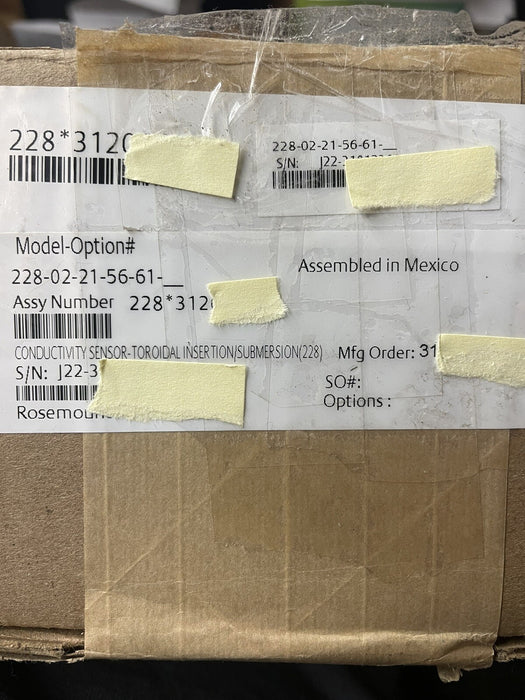 228*3120
228-02-21-56-61-__
S/N: J22-
Model-Option#
228-02-21-56-61-__
Assembled in Mexico
Assy Number 228*312
CONDUCTIVITY SENSOR-TOROIDAL INSERTION/SUBMERSION(228)
Mfg Order: 31
S/N: J22-3
SO#:
Options :